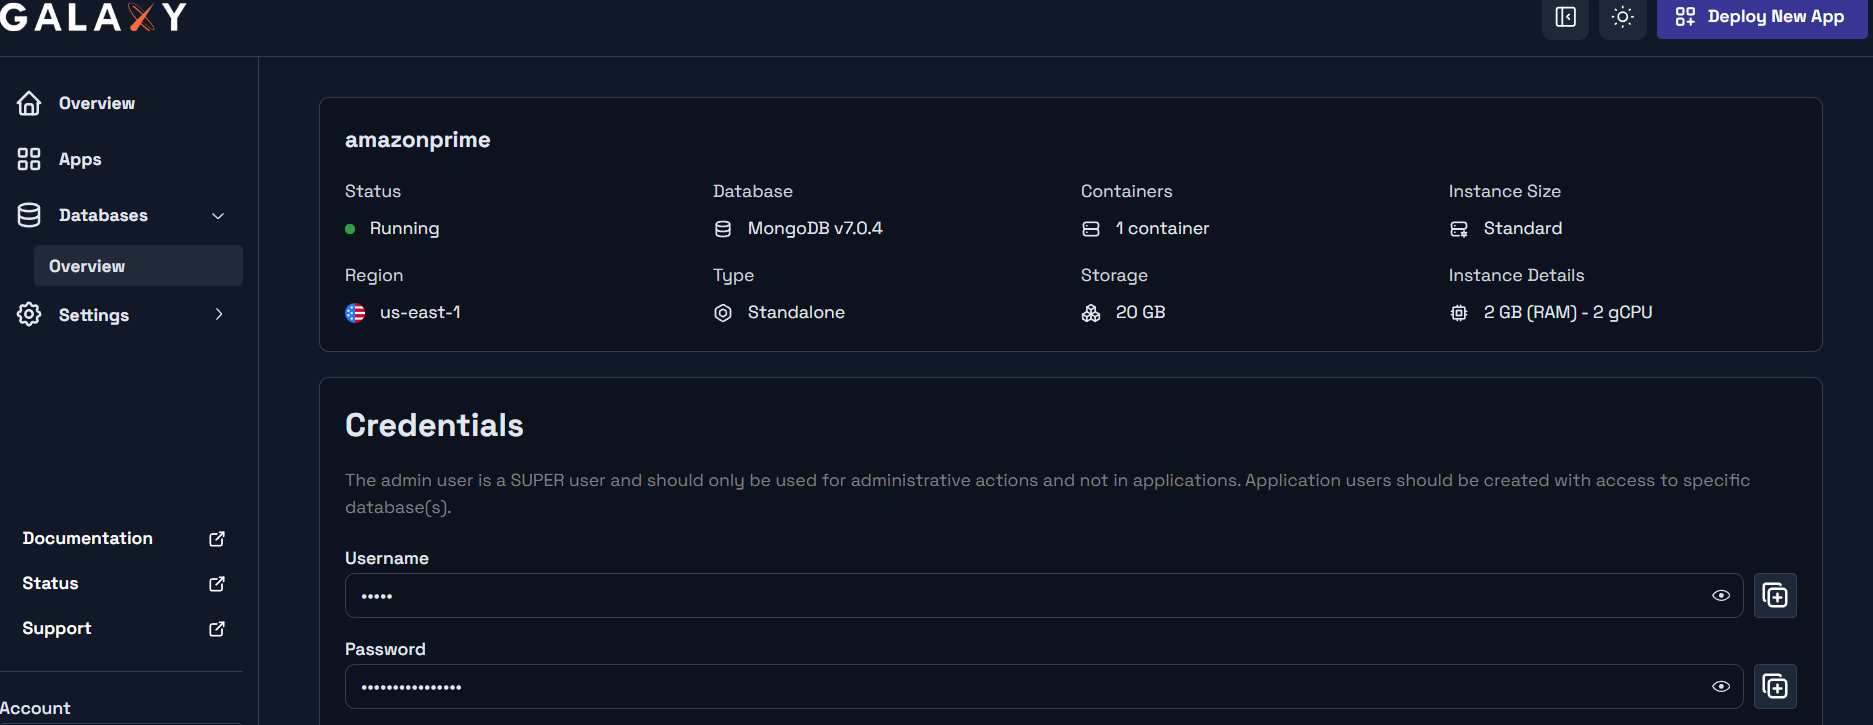 GALAXY
Deploy New App
Overview
Apps
Databases
Overview
Settings
Documentation
Status
Support
Account
amazonprime
Status
Running
Database
MongoDB v7.0.4
Containers
1 container
Instance Size
Standard
Region
us-east-1
Type
Standalone
Storage
20 GB
Instance Details
2 GB (RAM) - 2 gCPU
Credentials
The admin user is a SUPER user and should only be used for administrative actions and not in applications. Application users should be created with access to specific
database(s).
Username
•••••
Password
••••••••••••••••